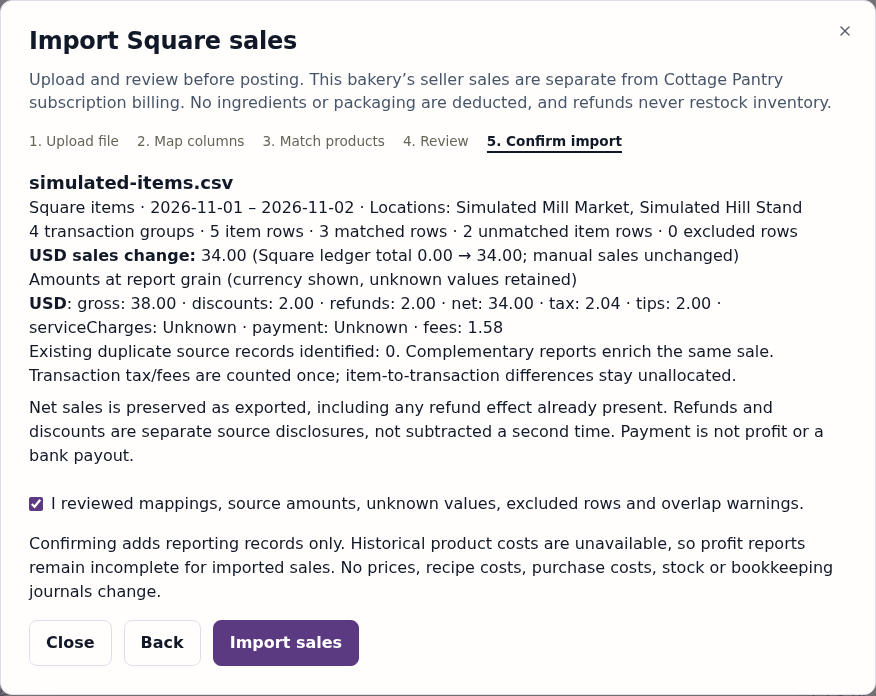 Import Square sales
×
Upload and review before posting. This bakery’s seller sales are separate from Cottage Pantry
subscription billing. No ingredients or packaging are deducted, and refunds never restock inventory.
1. Upload file 2. Map columns 3. Match products 4. Review 5. Confirm import
simulated-items.csv
Square items · 2026-11-01 – 2026-11-02 · Locations: Simulated Mill Market, Simulated Hill Stand
4 transaction groups · 5 item rows · 3 matched rows · 2 unmatched item rows · 0 excluded rows
USD sales change: 34.00 (Square ledger total 0.00 → 34.00; manual sales unchanged)
Amounts at report grain (currency shown, unknown values retained)
USD: gross: 38.00 · discounts: 2.00 · refunds: 2.00 · net: 34.00 · tax: 2.04 · tips: 2.00 ·
serviceCharges: Unknown · payment: Unknown · fees: 1.58
Existing duplicate source records identified: 0. Complementary reports enrich the same sale.
Transaction tax/fees are counted once; item-to-transaction differences stay unallocated.
Net sales is preserved as exported, including any refund effect already present. Refunds and
discounts are separate source disclosures, not subtracted a second time. Payment is not profit or a
bank payout.
I reviewed mappings, source amounts, unknown values, excluded rows and overlap warnings.
Confirming adds reporting records only. Historical product costs are unavailable, so profit reports
remain incomplete for imported sales. No prices, recipe costs, purchase costs, stock or bookkeeping
journals change.
Close Back Import sales